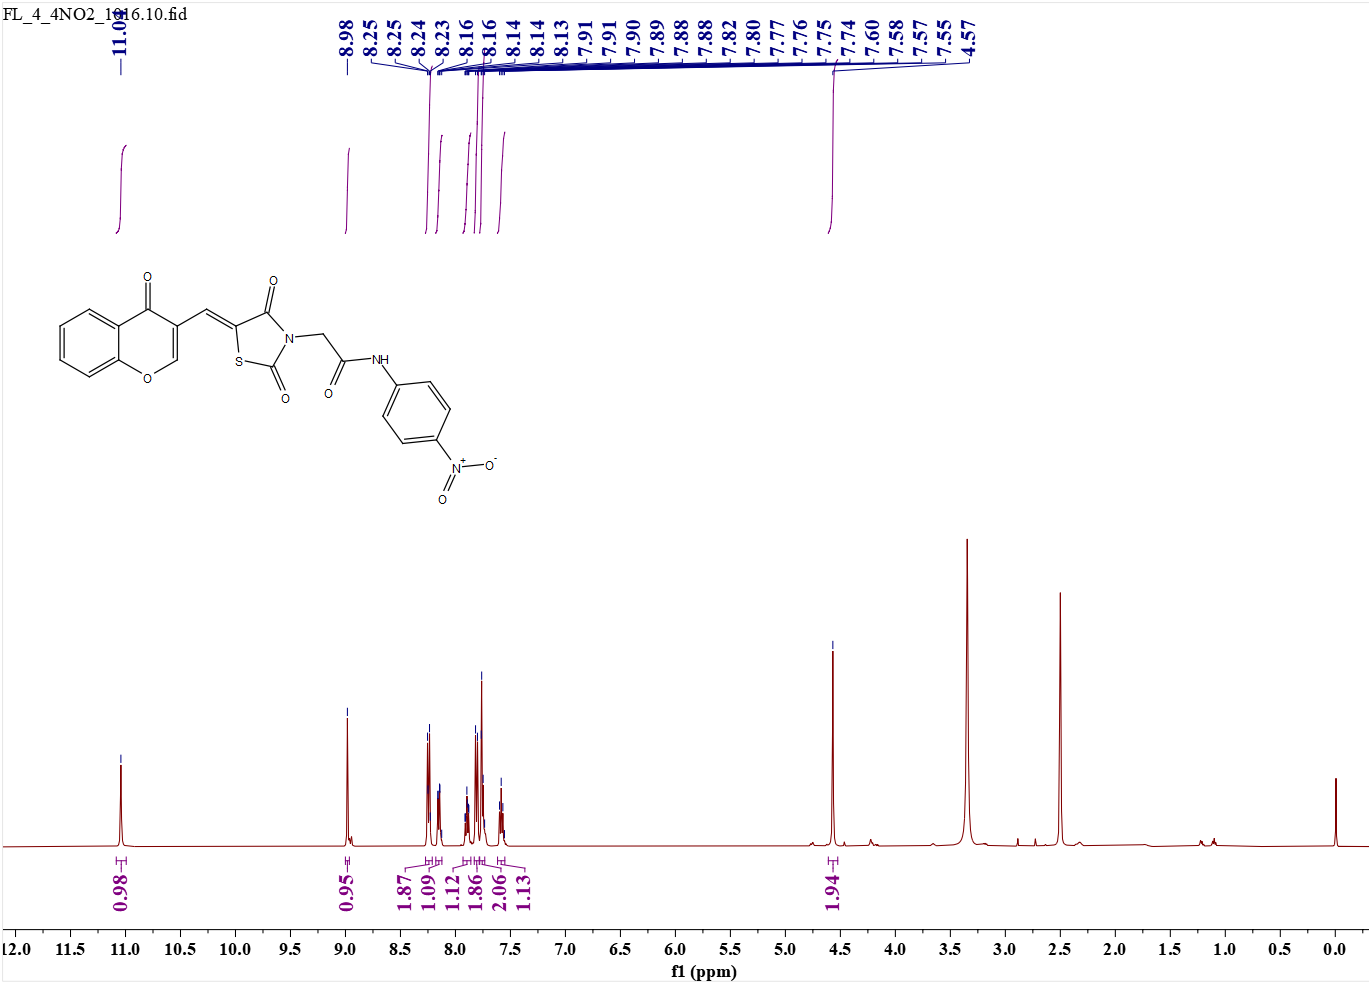 FL_4_4NO2_1016.10.fid
11.04
8.98
8.25
8.25
8.24
8.23
8.16
8.16
8.14
8.14
8.13
7.91
7.91
7.90
7.89
7.88
7.88
7.82
7.80
7.77
7.76
7.75
7.74
7.60
7.58
7.57
7.55
4.57
O
O
N
NH
S
O
O
O
O
N+
O-
O
0.98
0.95
1.87
1.09
1.12
1.86
2.06
1.13
1.94
12.0 11.5 11.0 10.5 10.0 9.5 9.0 8.5 8.0 7.5 7.0 6.5 6.0 5.5 5.0 4.5 4.0 3.5 3.0 2.5 2.0 1.5 1.0 0.5 0.0
f1 (ppm)